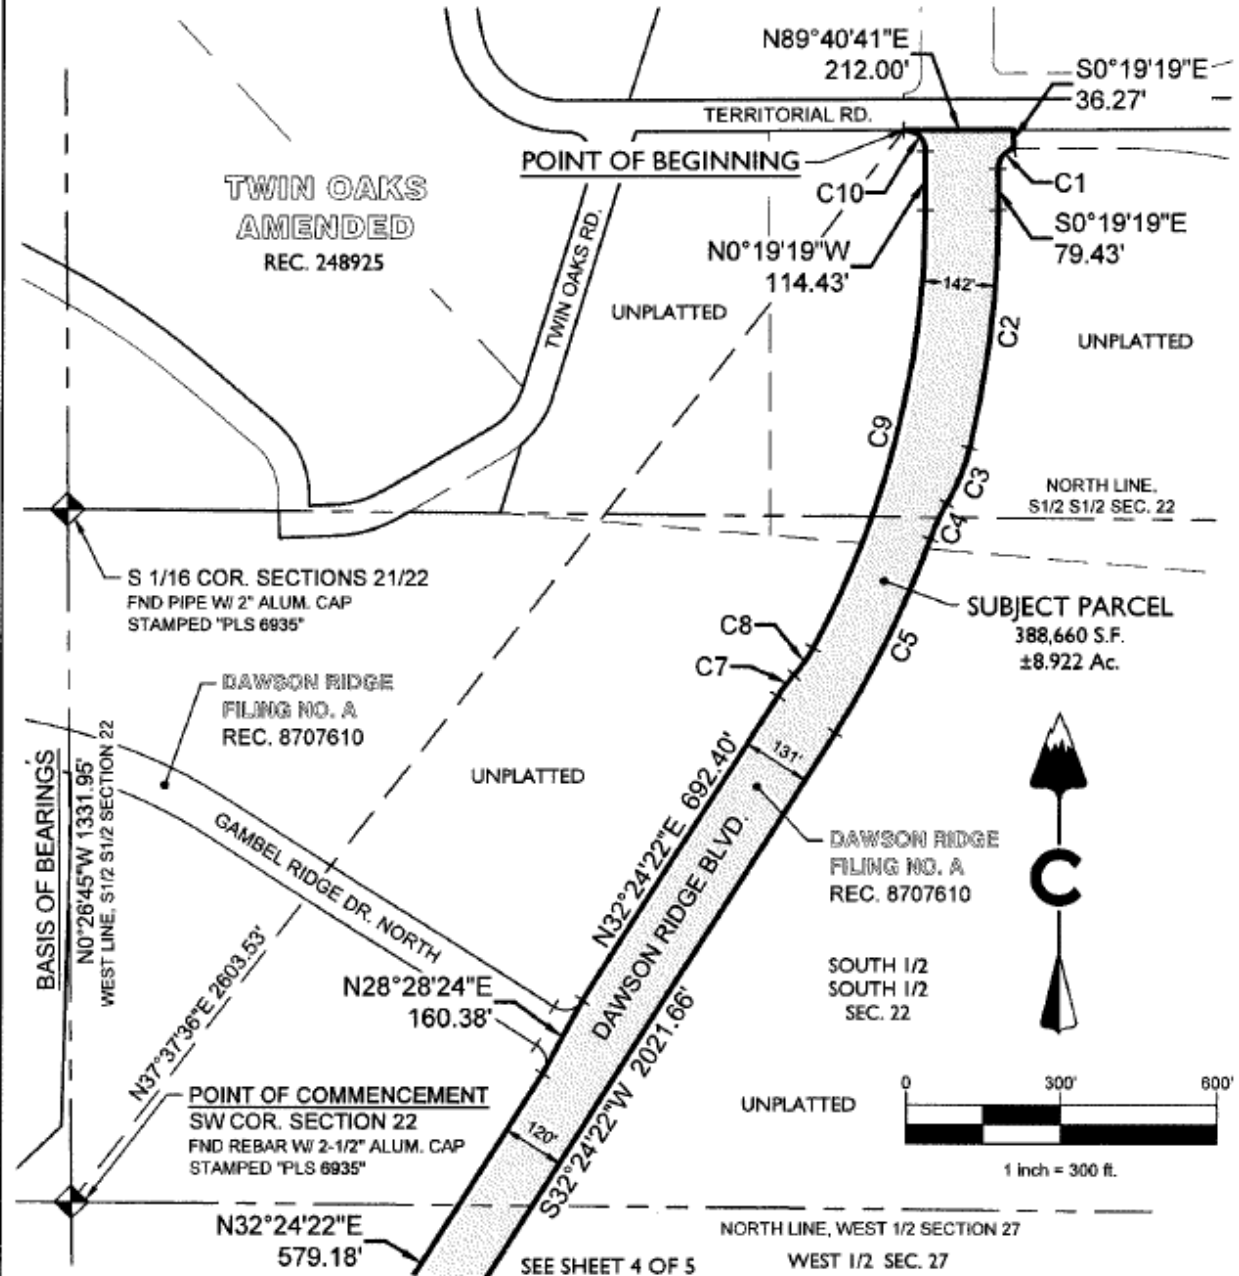 N89°40'41"E
212.00'
S0°19'19"E
36.27'
TERRITORIAL RD.
POINT OF BEGINNING
C10
C1
TWIN OAKS
AMENDED
REC. 248925
S0°19'19"E
79.43'
N0°19'19"W
114.43'
142'
TWIN OAKS RD.
UNPLATTED
C2
UNPLATTED
C9
C3
NORTH LINE,
S1/2 S1/2 SEC. 22
C4
S 1/16 COR. SECTIONS 21/22
FND PIPE W/ 2" ALUM. CAP
STAMPED "PLS 6935"
SUBJECT PARCEL
388,660 S.F.
±8.922 Ac.
C8
C7
C5
DAWSON RIDGE
FILING NO. A
REC. 8707610
BASIS OF BEARINGS
N0°26'45"W 1331.95'
WEST LINE, S1/2 S1/2 SECTION 22
UNPLATTED
131'
N32°24'22"E 692.40'
DAWSON RIDGE BLVD.
GAMBEL RIDGE DR. NORTH
DAWSON RIDGE
FILING NO. A
REC. 8707610
C
N37°37'36"E 2603.53'
N28°28'24"E
160.38'
SOUTH 1/2
SOUTH 1/2
SEC. 22
S32°24'22"W 2021.66'
POINT OF COMMENCEMENT
SW COR. SECTION 22
FND REBAR W/ 2-1/2" ALUM. CAP
STAMPED "PLS 6935"
120'
UNPLATTED
0 300' 600'
1 inch = 300 ft.
N32°24'22"E
579.18'
NORTH LINE, WEST 1/2 SECTION 27
SEE SHEET 4 OF 5
WEST 1/2 SEC. 27